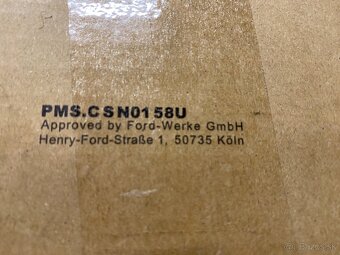 PMS.CSN0158U
Approved by Ford-Werke GmbH
Henry-Ford-Straße 1, 50735 Köln